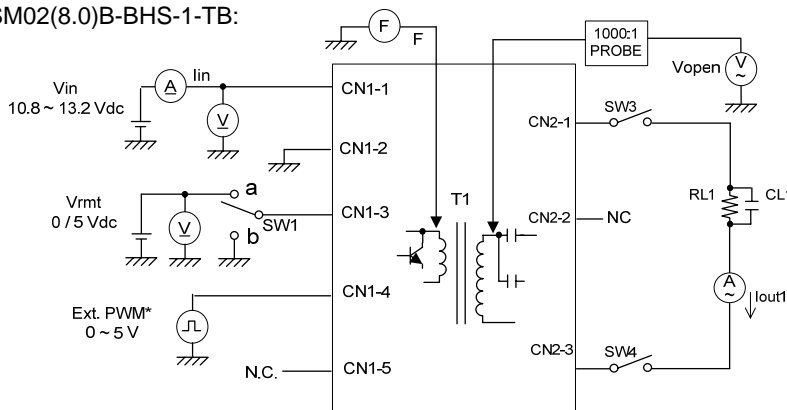 SM02(8.0)B-BHS-1-TB:
F
F
1000:1
PROBE
Vopen
V
~
A
Iin
Vin
10.8 ~ 13.2 Vdc
V
CN1-1
CN2-1
SW3
CN1-2
Vrmt
0 / 5 Vdc
V
a
SW1
b
CN1-3
T1
CN2-2
NC
RL1
CL1
Ext. PWM*
0 ~ 5 V
CN1-4
A
~
Iout1
N.C.
CN1-5
CN2-3
SW4